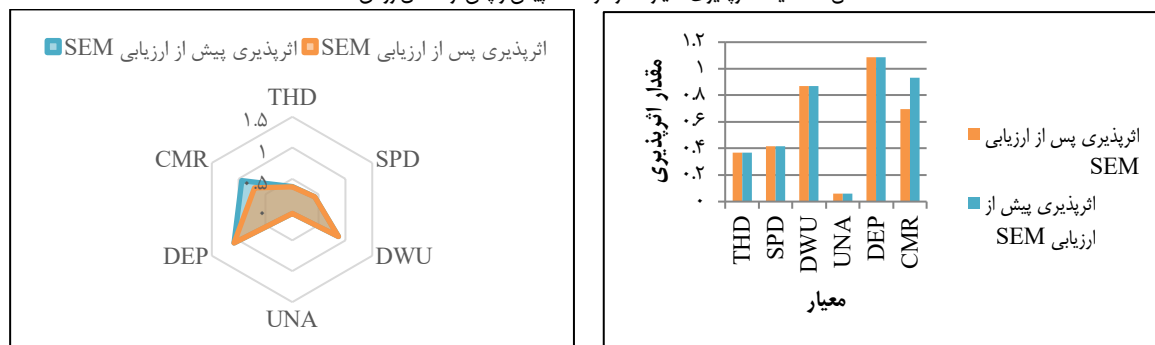 اثرپذیری پیش از ارزیابی SEM اثرپذیری پس از ارزیابی SEM
THD
SPD
DWU
UNA
DEP
CMR
۱.۵
۱
۰.۵
۰
مقدار اثرپذیری
۱.۲
۱
۰.۸
۰.۶
۰.۴
۰.۲
۰
THD
SPD
DWU
UNA
DEP
CMR
معیار
اثرپذیری پس از ارزیابی
SEM
اثرپذیری پیش از
ارزیابی SEM